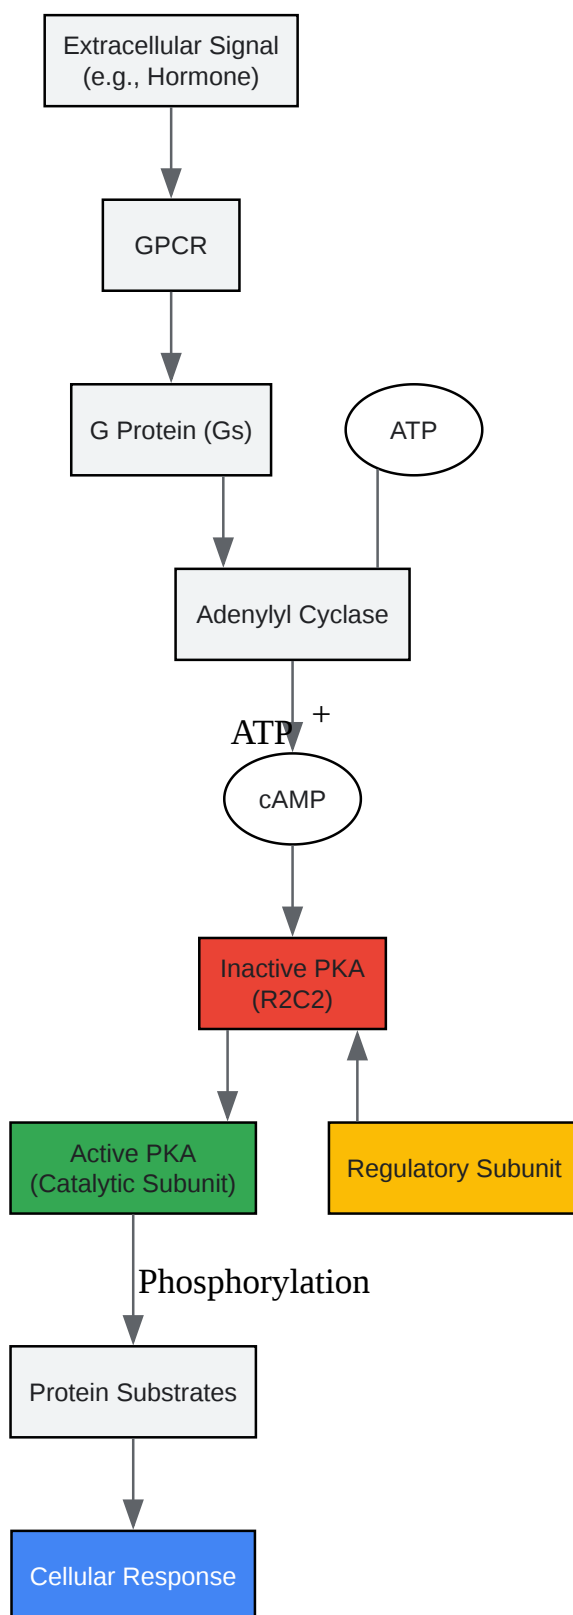 Extracellular Signal
(e.g., Hormone)
GPCR
G Protein (Gs)
ATP
Adenylyl Cyclase
ATP
+
cAMP
Inactive PKA
(R2C2)
Active PKA
(Catalytic Subunit)
Regulatory Subunit
Phosphorylation
Protein Substrates
Cellular Response